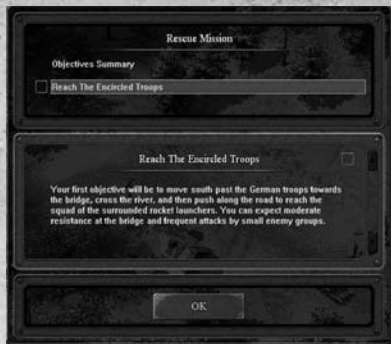 Rescue Mission
Objectives Summary
Reach The Encircled Troops
Reach The Encircled Troops
Your first objective will be to move south past the German troops towards
the bridge, cross the river, and then push along the road to reach the
squad of the surrounded rocket launchers. You can expect moderate
resistance at the bridge and frequent attacks by small enemy groups.
OK